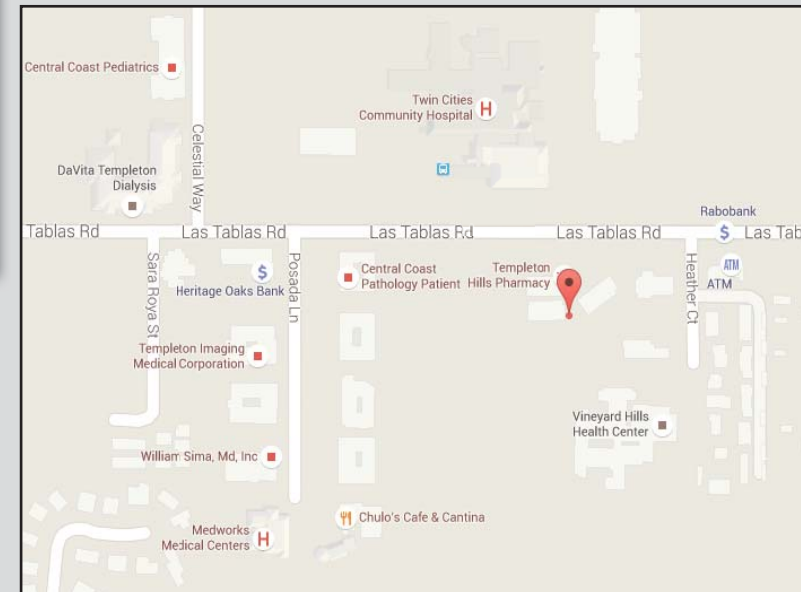 Central Coast Pediatrics
Twin Cities
Community Hospital
H
Celestial Way
DaVita Templeton
Dialysis
Rabobank
Tablas Rd
Las Tablas Rd
Las Tablas Rd
Las Tablas Rd
$
Las Tab
Sara Roya St
$
Heritage Oaks Bank
Posada Ln
Central Coast
Pathology Patient
Templeton
Hills Pharmacy
Heather Ct
ATM
ATM
Templeton Imaging
Medical Corporation
Vineyard Hills
Health Center
William Sima, Md, Inc
Chulo's Cafe & Cantina
Medworks
Medical Centers
H